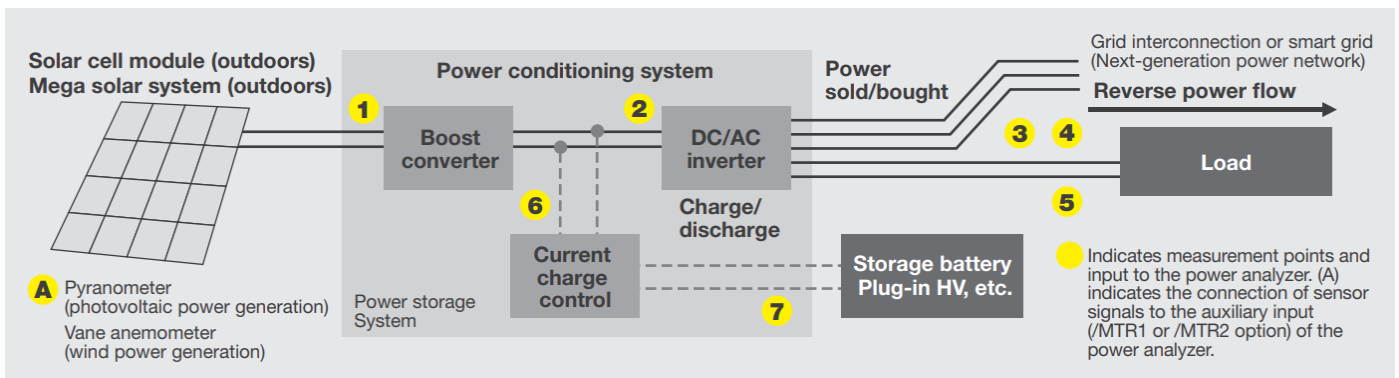 Solar cell module (outdoors)
Mega solar system (outdoors)
Power conditioning system
Power
sold/bought
Grid interconnection or smart grid
(Next-generation power network)
Reverse power flow
1
Boost
converter
2
DC/AC
inverter
3
4
Load
5
6
Charge/
discharge
Current
charge
control
Storage battery
Plug-in HV, etc.
7
Power storage
System
A
Pyranometer
(photovoltaic power generation)
Vane anemometer
(wind power generation)
Indicates measurement points and
input to the power analyzer. (A)
indicates the connection of sensor
signals to the auxiliary input
(/MTR1 or /MTR2 option) of the
power analyzer.